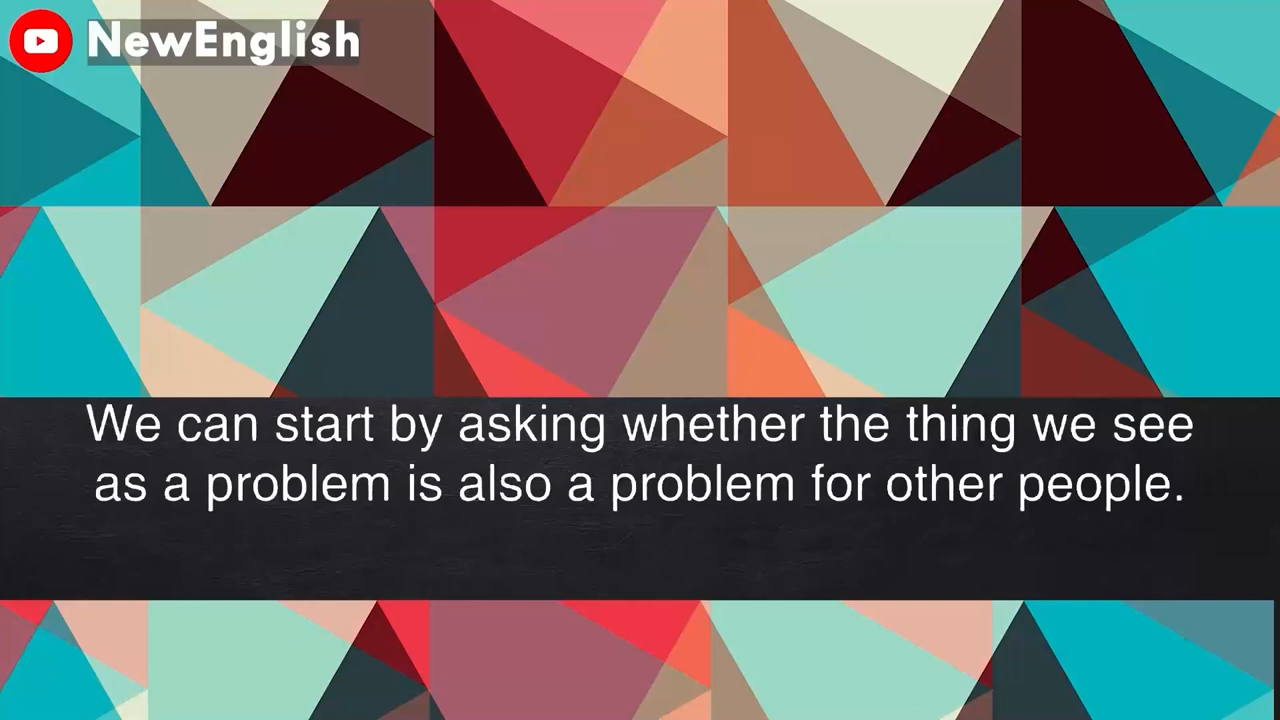 NewEnglish
We can start by asking whether the thing we see
as a problem is also a problem for other people.